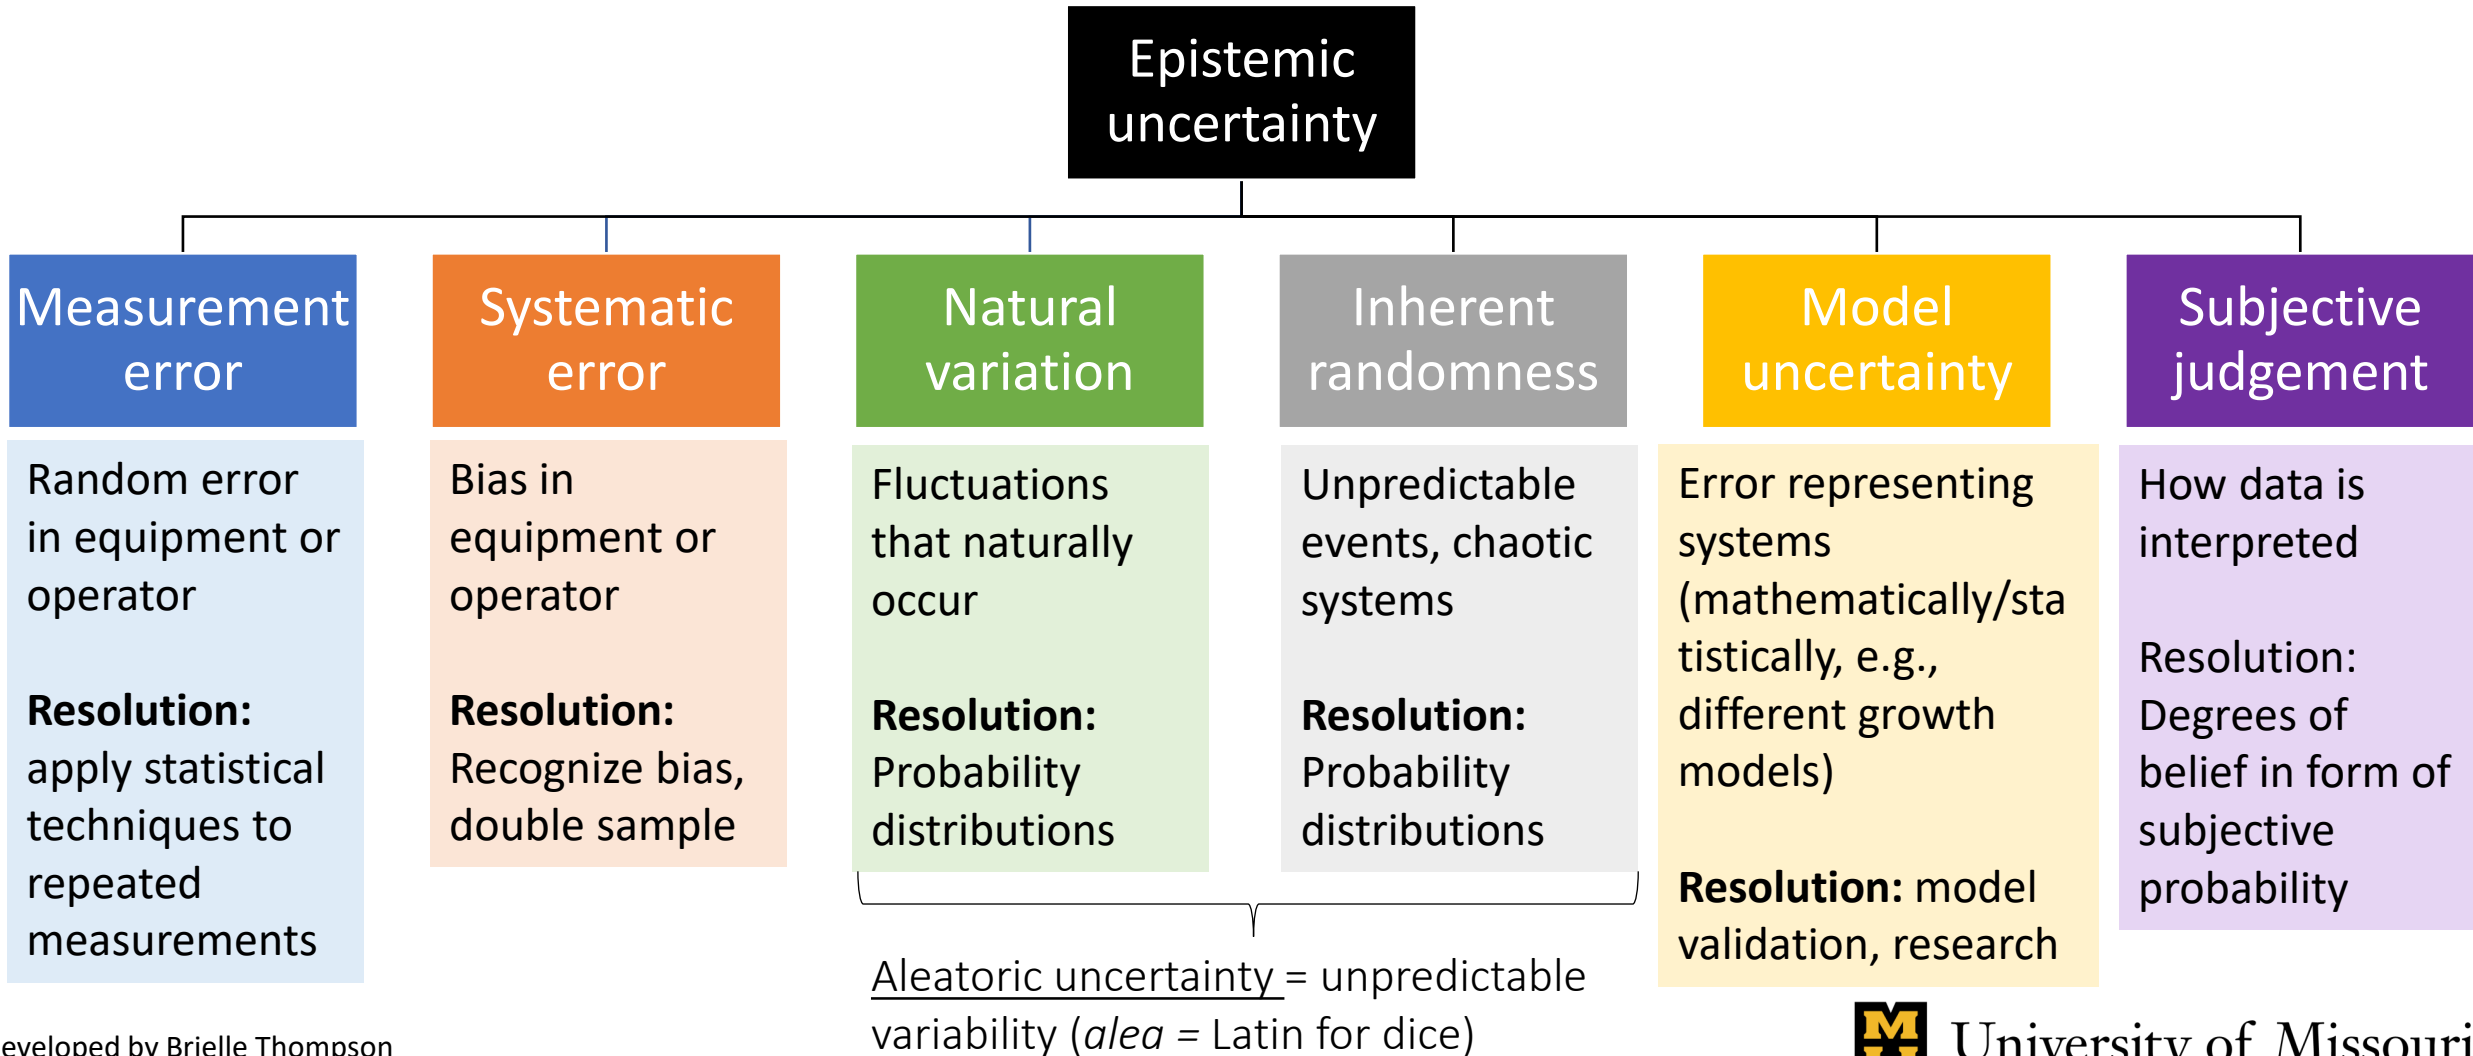 Epistemic
uncertainty
Measurement
error
Systematic
error
Natural
variation
Inherent
randomness
Model
uncertainty
Subjective
judgement
Random error
in equipment or
operator
Resolution:
apply statistical
techniques to
repeated
measurements
Bias in
equipment or
operator
Resolution:
Recognize bias,
double sample
Fluctuations
that naturally
occur
Resolution:
Probability
distributions
Unpredictable
events, chaotic
systems
Resolution:
Probability
distributions
Error representing
systems
(mathematically/sta
tistically, e.g.,
different growth
models)
Resolution: model
validation, research
How data is
interpreted
Resolution:
Degrees of
belief in form of
subjective
probability
Aleatoric uncertainty = unpredictable
variability (alea = Latin for dice)
eveloped by Brielle Thompson
University of Missouri